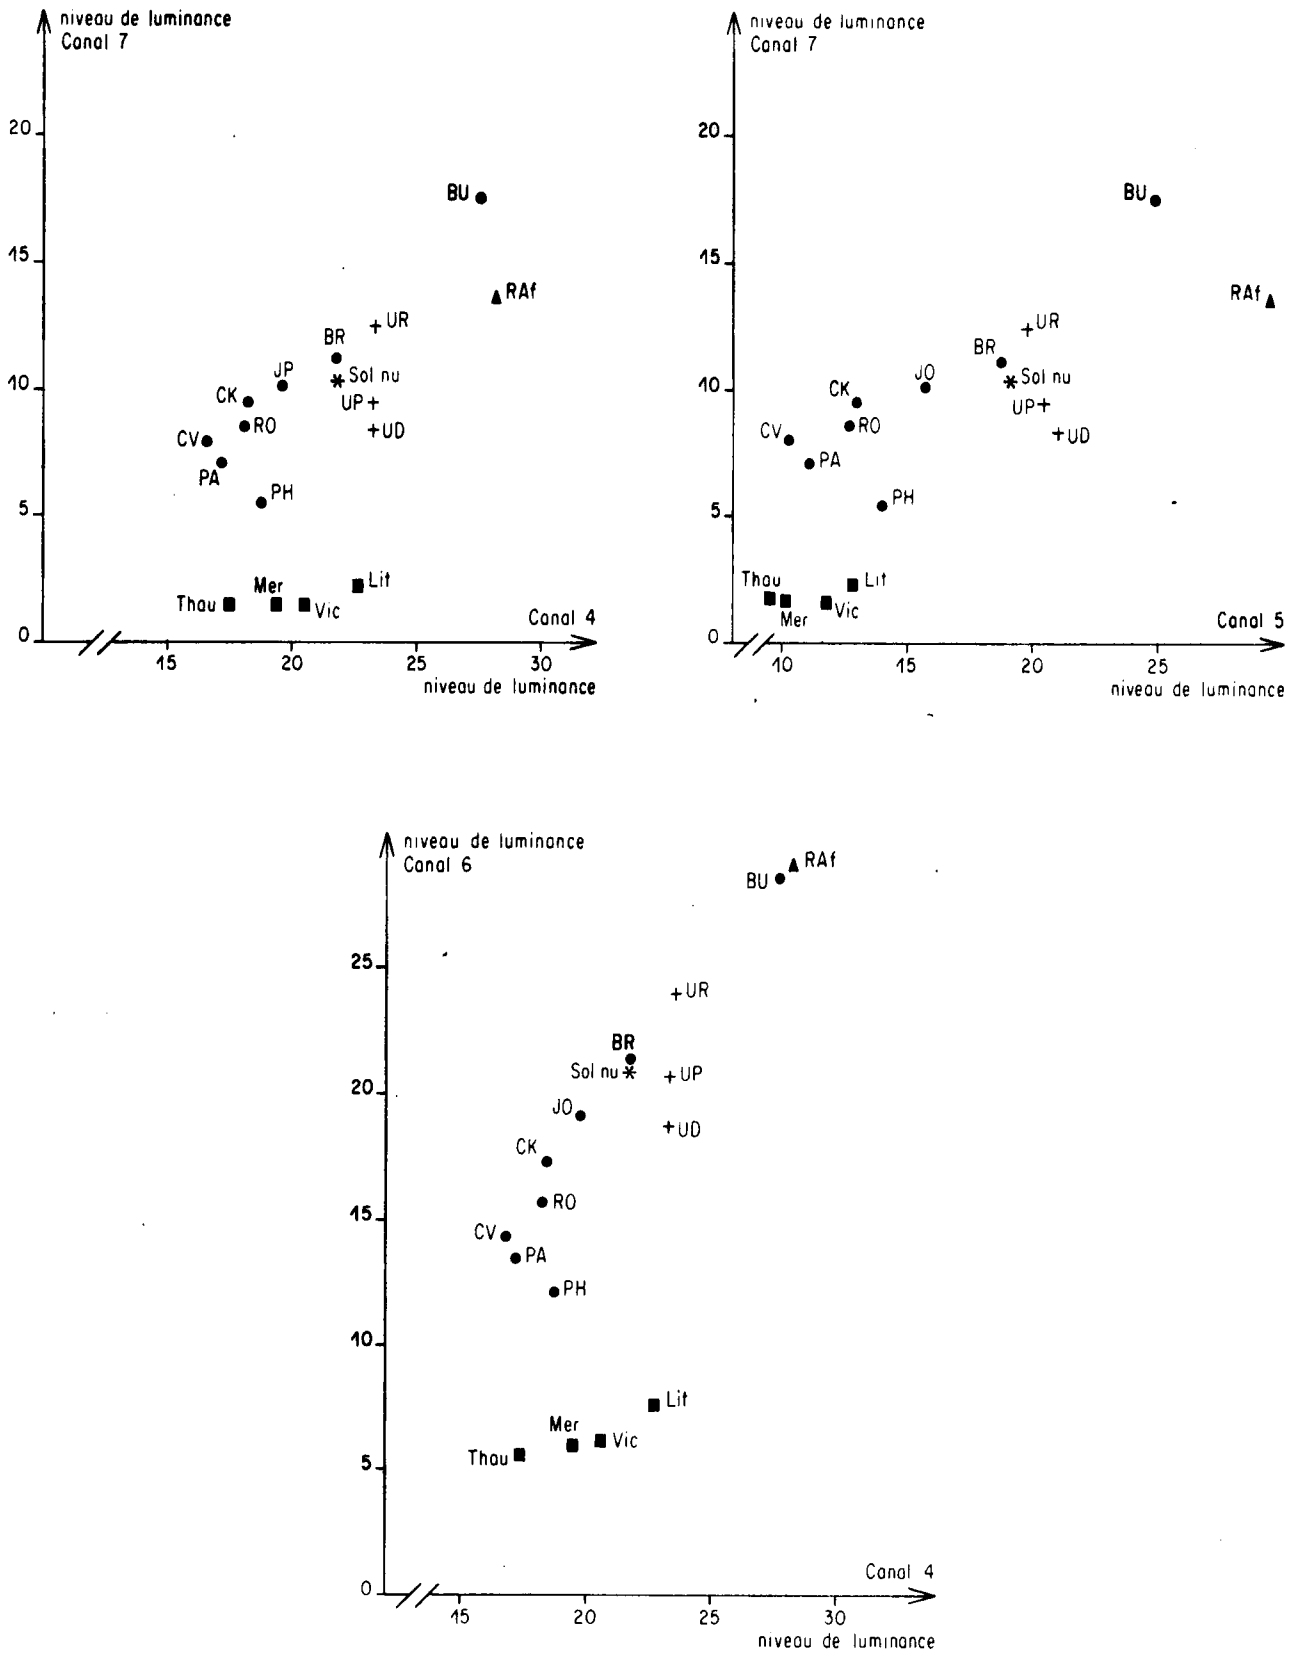 niveau de luminance
Canal 7
20
BU
15
RAf
UR
BR
JP
Sol nu
10
CK
UP
RO
UD
CV
PA
PH
5
Lit
Mer
Thau
Vic
Canal 4
0
15 20 25 30
niveau de luminance
niveau de luminance
Canal 7
20
BU
15
RAf
UR
BR
JO
Sol nu
10
CK
UP
RO
UD
CV
PA
PH
5
Thau
Lit
Mer
Vic
Canal 5
0
10 15 20 25
niveau de luminance
niveau de luminance
Canal 6
RAf
BU
25
UR
BR
Sol nu
UP
20
JO
UD
CK
RO
15
CV
PA
PH
10
Lit
Mer
Vic
Thau
5
Canal 4
0
15 20 25 30
niveau de luminance